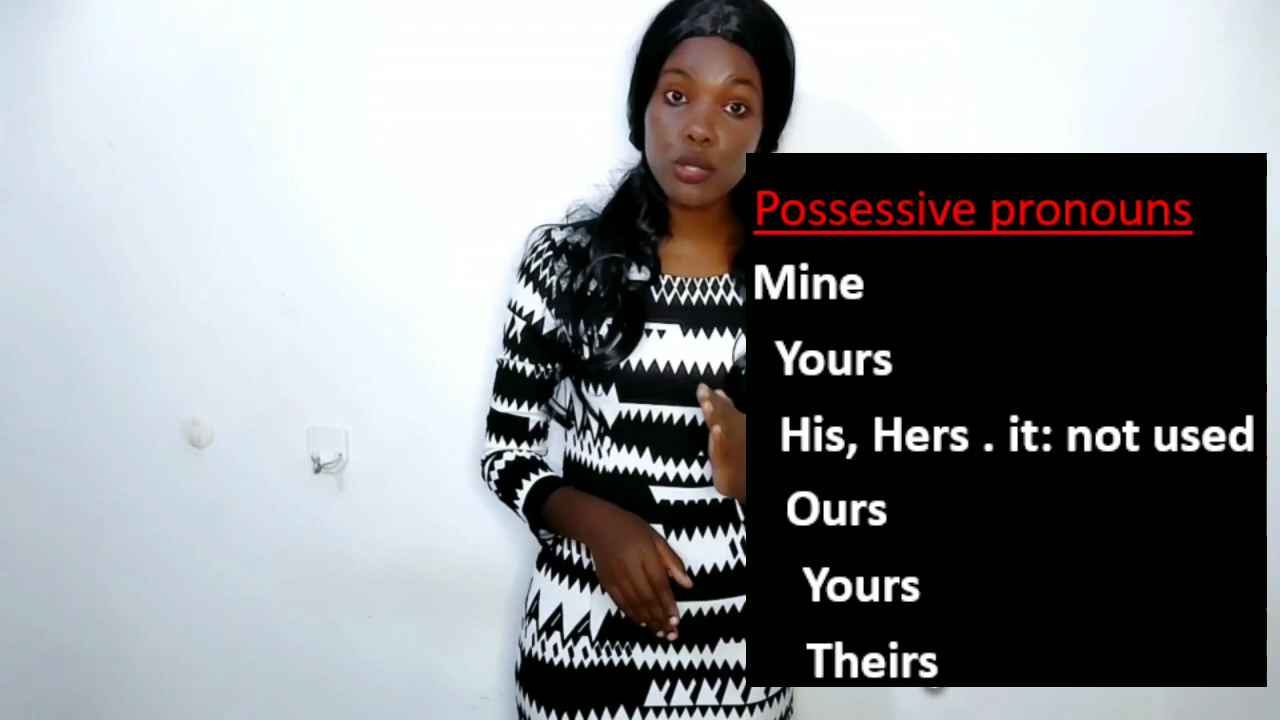 Possessive pronouns
Mine
Yours
His, Hers . it: not used
Ours
Yours
Theirs